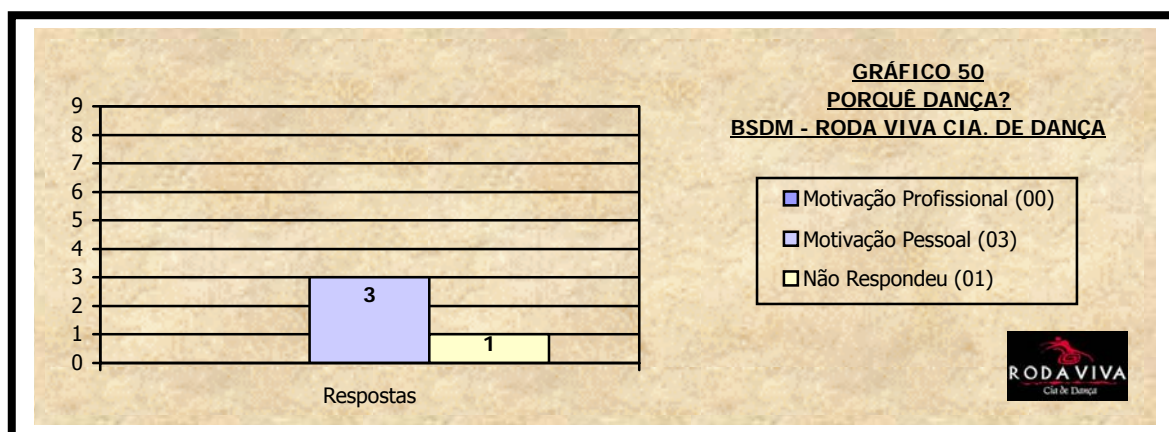 GRÁFICO 50
PORQUÊ DANÇA?
BSDM - RODA VIVA CIA. DE DANÇA
9
8
7
6
5
4
3
2
1
0
3
1
Respostas
Motivação Profissional (00)
Motivação Pessoal (03)
Não Respondeu (01)
RODA VIVA
Cia de Dança